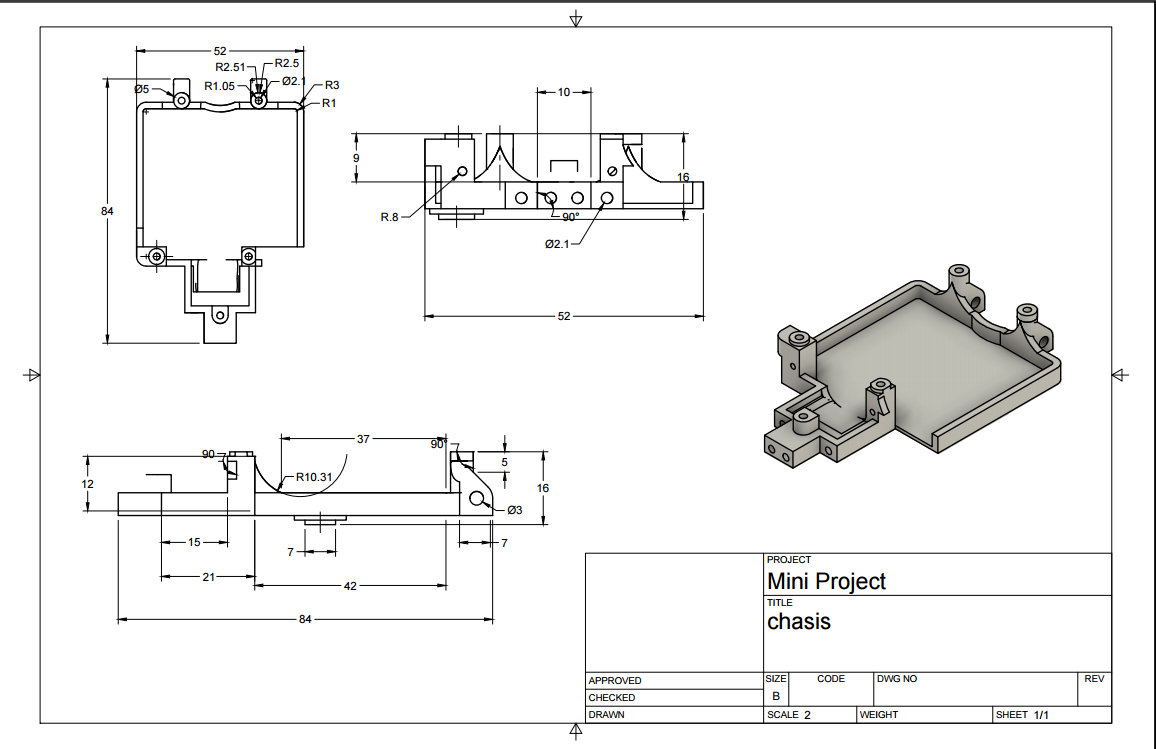 52
R2.51
R2.5
Ø5
R1.05
Ø2.1
R3
R1
84
10
9
16
R.8
90°
Ø2.1
52
37
90
90°
12
R10.31
5
16
Ø3
15
7
7
21
42
84
PROJECT
Mini Project
TITLE
chasis
APPROVED
SIZE CODE DWG NO REV
B
CHECKED
DRAWN
SCALE 2 WEIGHT SHEET 1/1